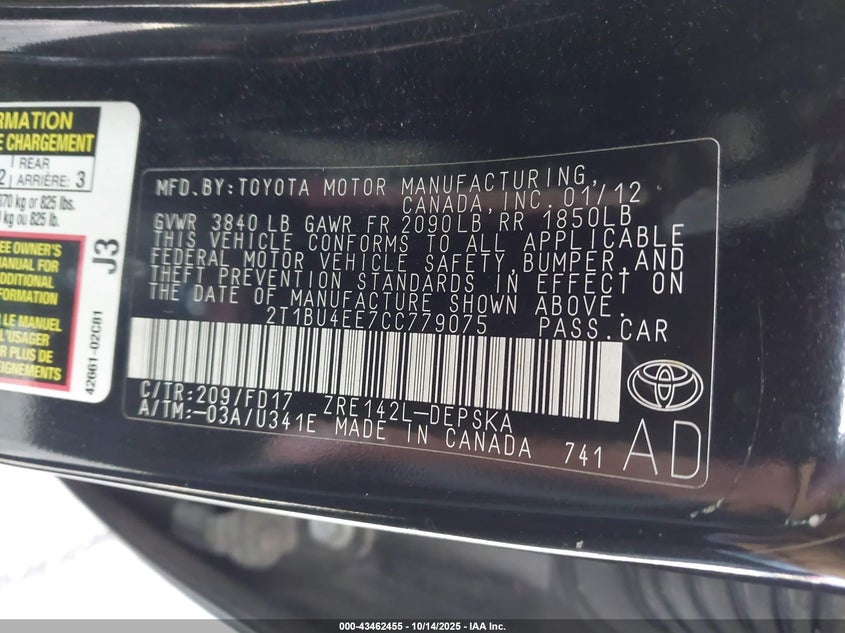 RMATION
E CHARGEMENT
REAR
2 ARRIÈRE: 3
370 kg or 825 lbs.
kg ou 825 lb.
EE OWNER'S
MANUAL FOR
ADDITIONAL
FORMATION
LE MANUEL
L'USAGER
R PLUS DE
EIGNEMENTS
J3
42661-02C81
MFD.BY:TOYOTA MOTOR MANUFACTURING,
CANADA, INC. 01/12
GVWR 3840 LB GAWR FR 2090LB RR 1850LB
THIS VEHICLE CONFORMS TO ALL APPLICABLE
FEDERAL MOTOR VEHICLE SAFETY, BUMPER, AND
THEFT PREVENTION STANDARDS IN EFFECT ON
THE DATE OF MANUFACTURE SHOWN ABOVE.
2T1BU4EE7CC779075 PASS.CAR
C/TR:209/FD17 ZRE142L-DEPSKA
A/TM:-03A/U341E MADE IN CANADA 741
AD
000-43462455 - 10/14/2025 - IAA Inc.